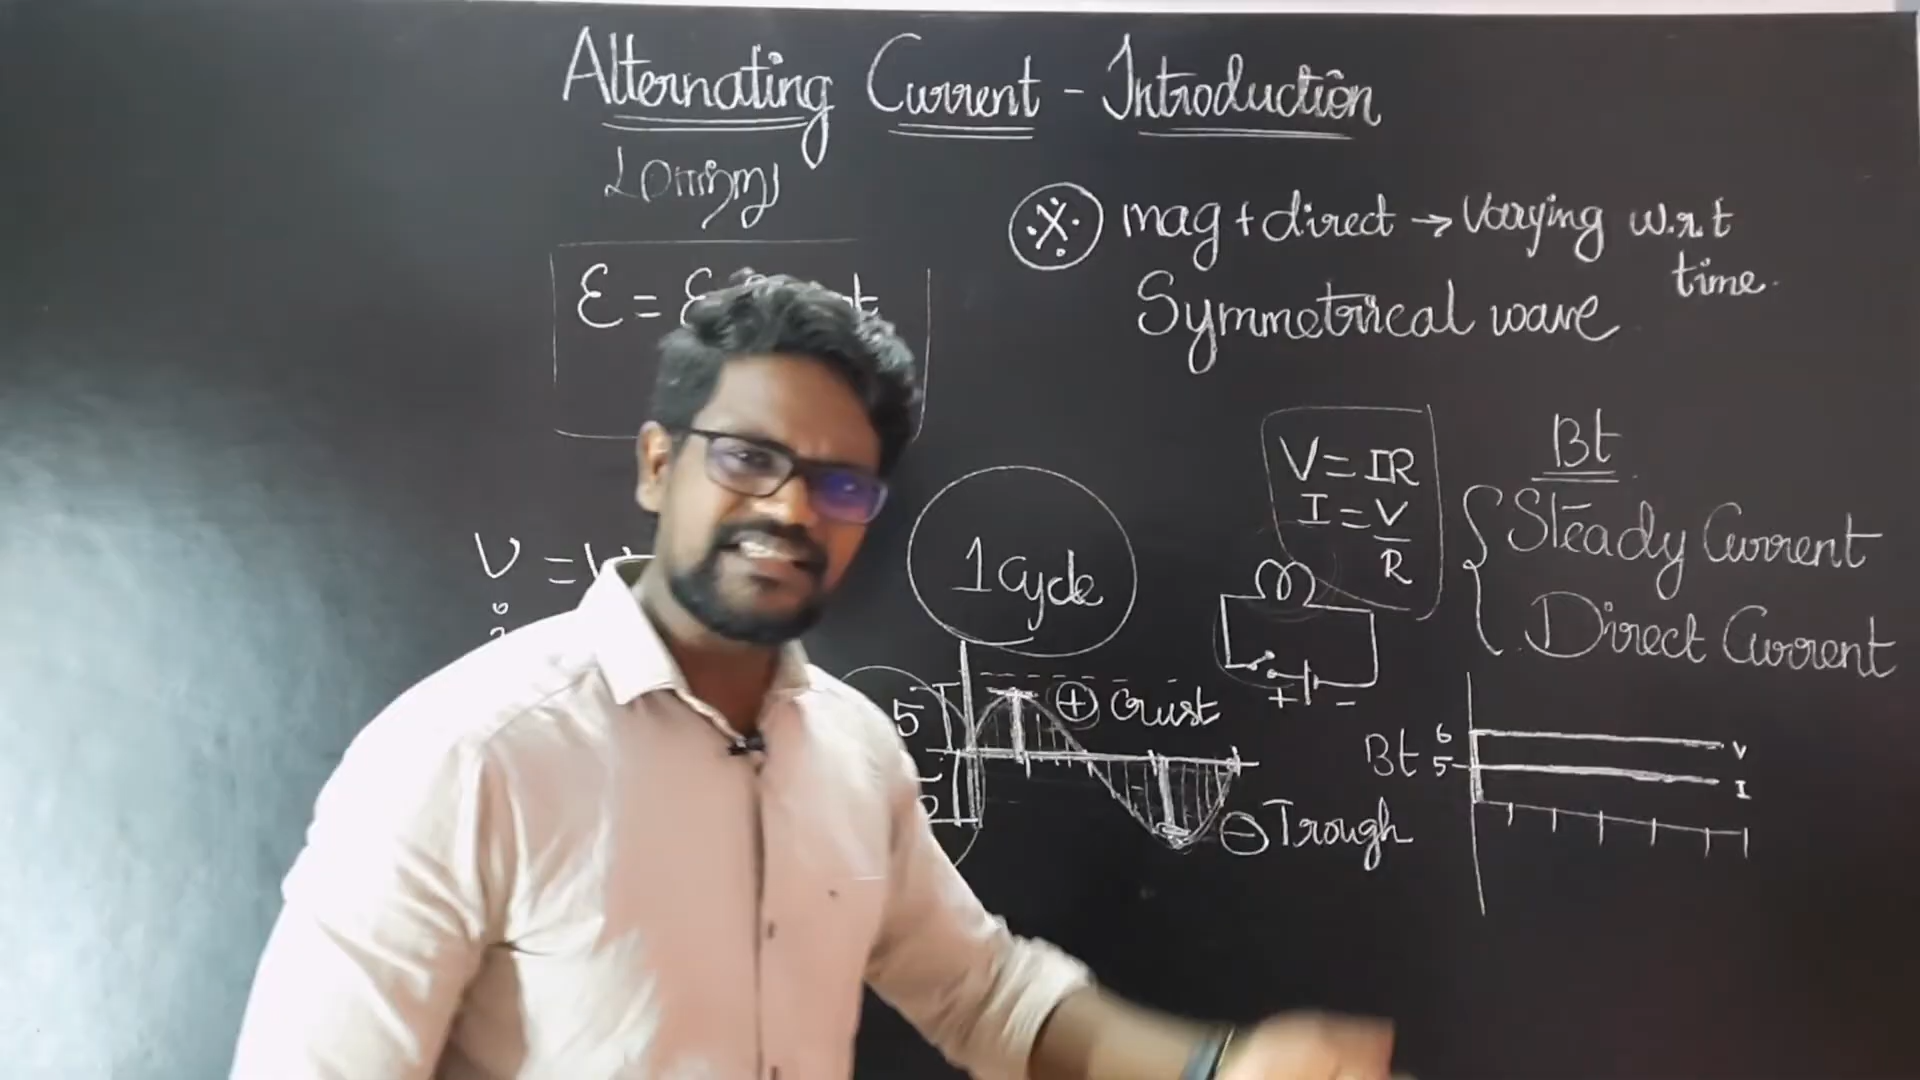 Alternating Current - Introduction
mag + direct → Varying w.r.t
time.
Symmetrical wave
Ɛ =
V = IR
I = V/R
Bt
Steady Current
Direct Current
V =
1 Cycle
5
+ Crust
+ -
- Trough
Bt
6
5
V
I